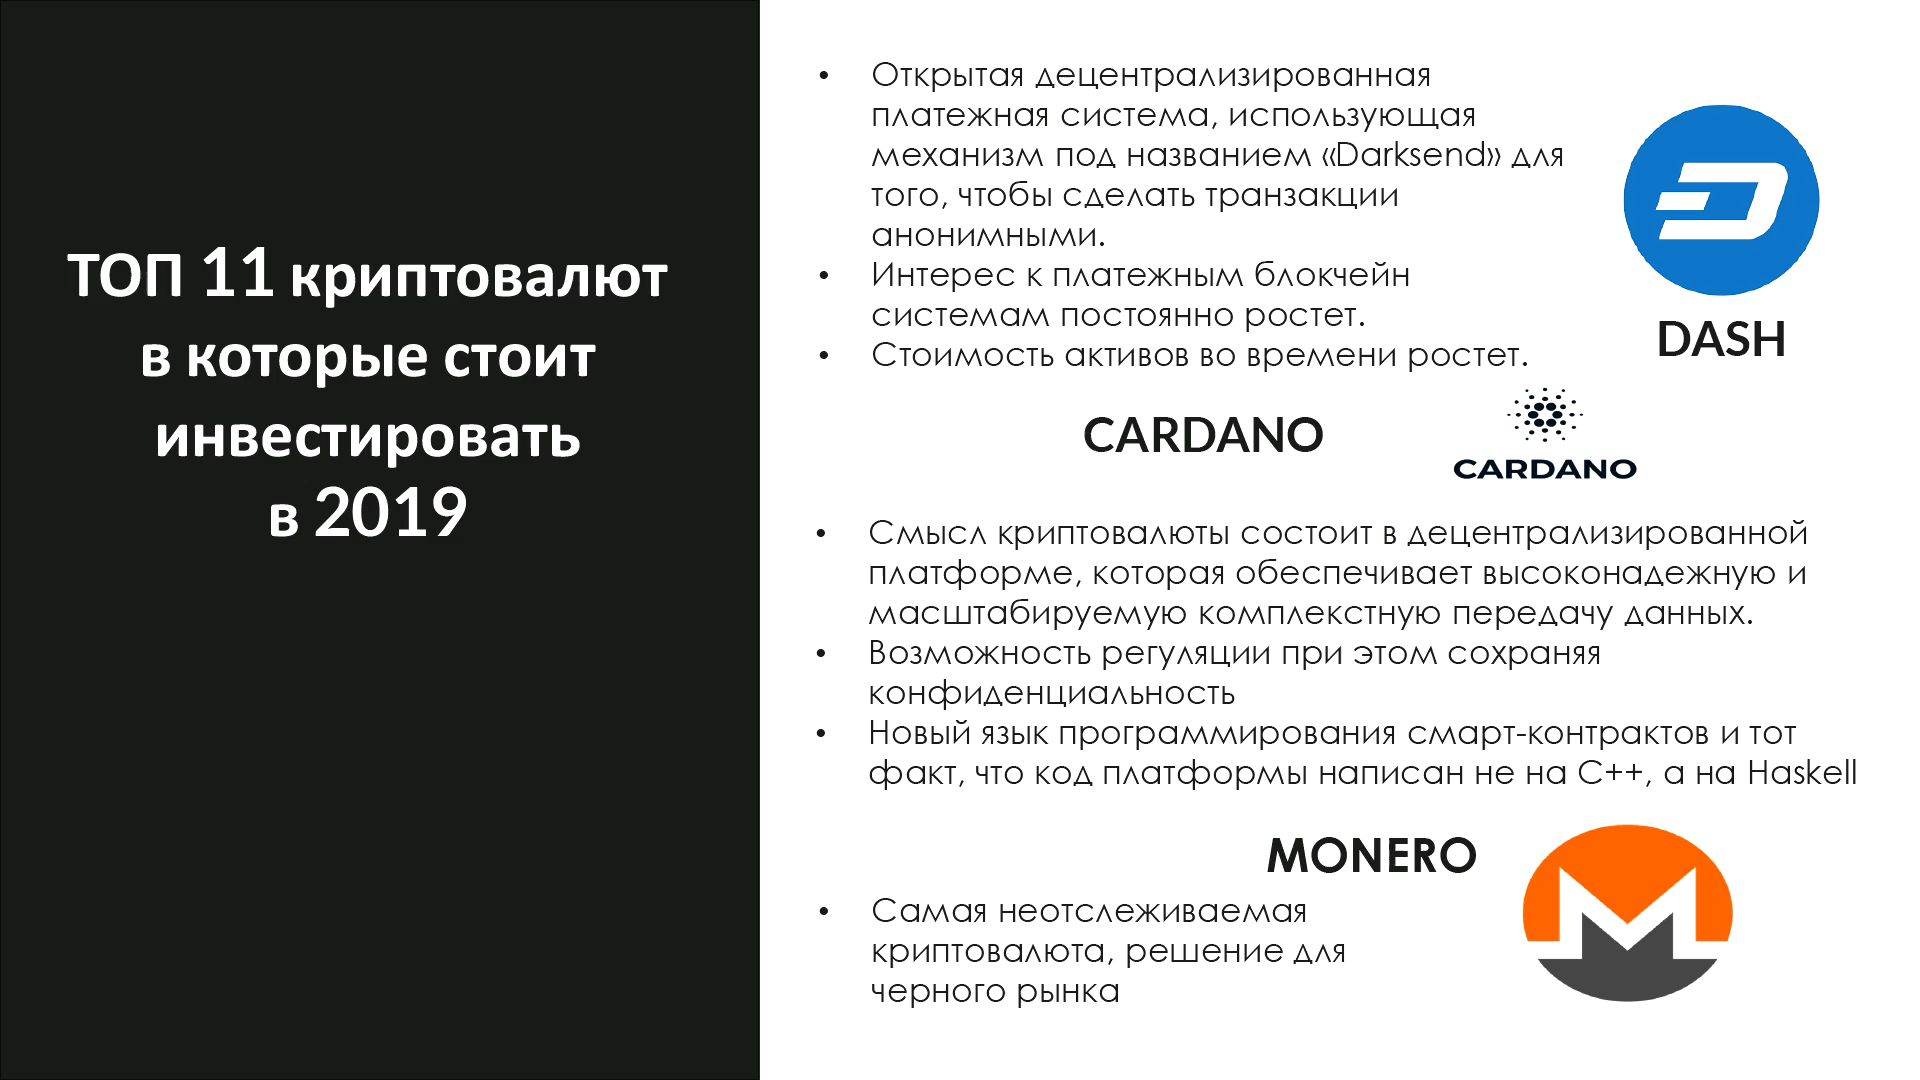 ТОП 11 криптовалют
в которые стоит
инвестировать
в 2019
• Открытая децентрализированная
платежная система, использующая
механизм под названием «Darksend» для
того, чтобы сделать транзакции
анонимными.
• Интерес к платежным блокчейн
системам постоянно ростет.
• Стоимость активов во времени ростет.
DASH
CARDANO
CARDANO
• Смысл криптовалюты состоит в децентрализированной
платформе, которая обеспечивает высоконадежную и
масштабируемую комплекстную передачу данных.
• Возможность регуляции при этом сохраняя
конфиденциальность
• Новый язык программирования смарт-контрактов и тот
факт, что код платформы написан не на C++, а на Haskell
MONERO
• Самая неотслеживаемая
криптовалюта, решение для
черного рынка